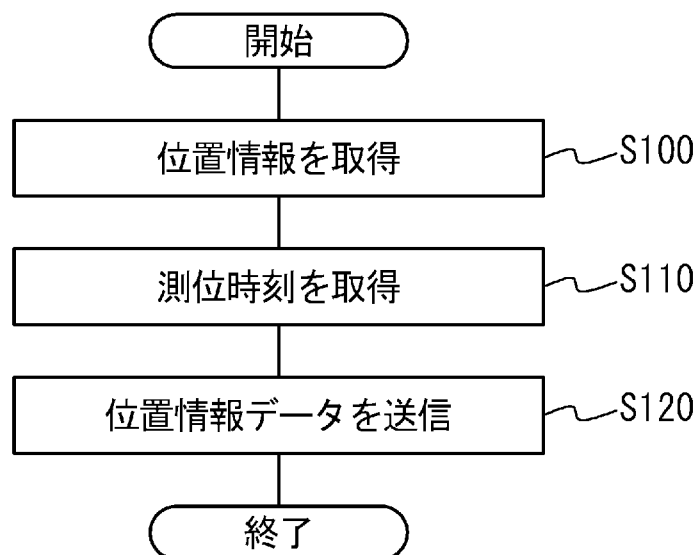 開始
位置情報を取得
S100
測位時刻を取得
S110
位置情報データを送信
S120
終了